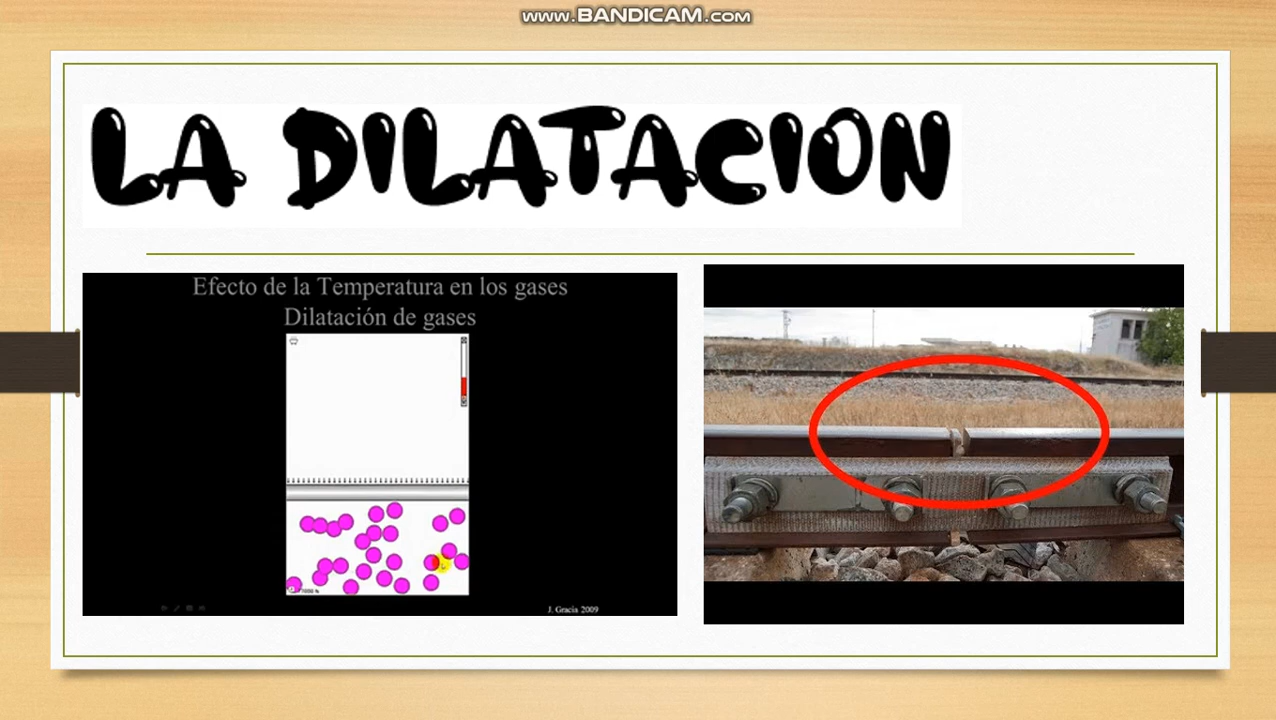 www.BANDICAM.com
LA DILATACION
Efecto de la Temperatura en los gases
Dilatación de gases
J. Gracia 2009